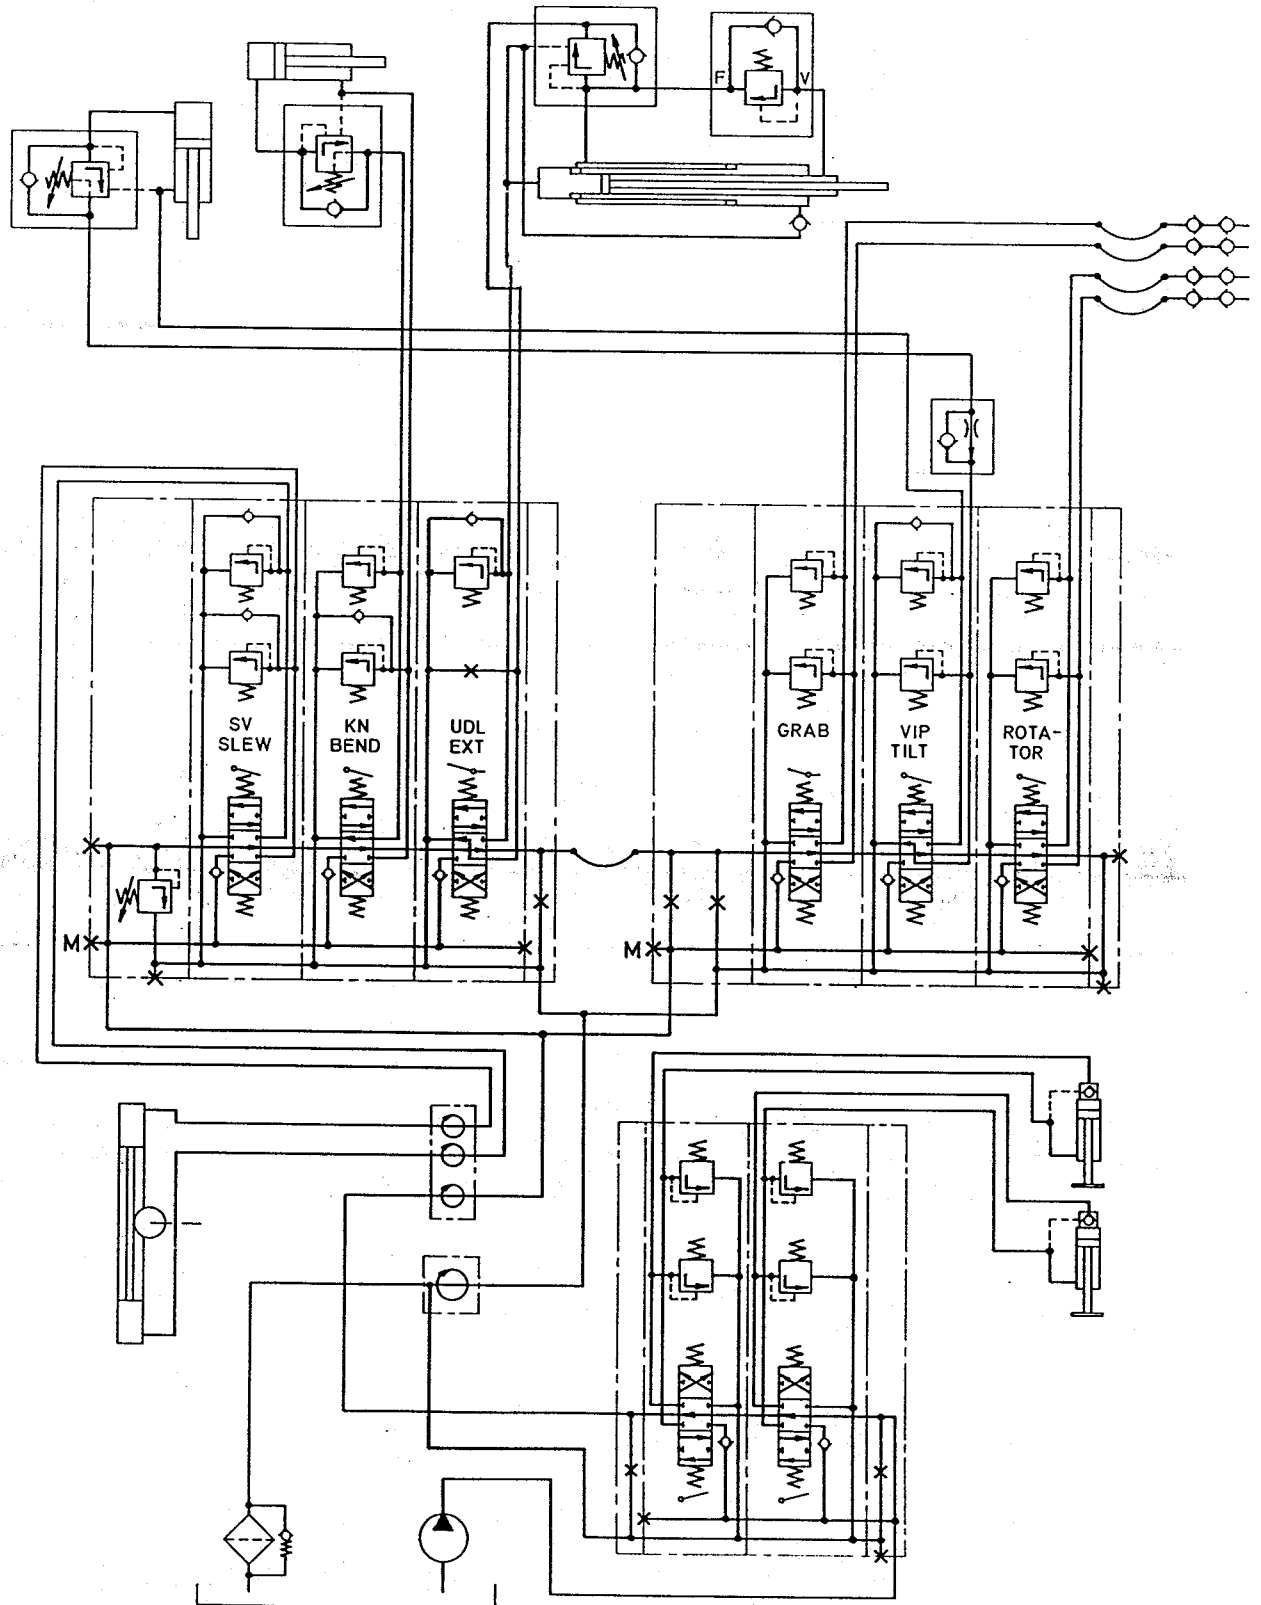 F V
SV
SLEW
KN
BEND
UDL
EXT
GRAB
VIP
TILT
ROTA-
TOR
M
M